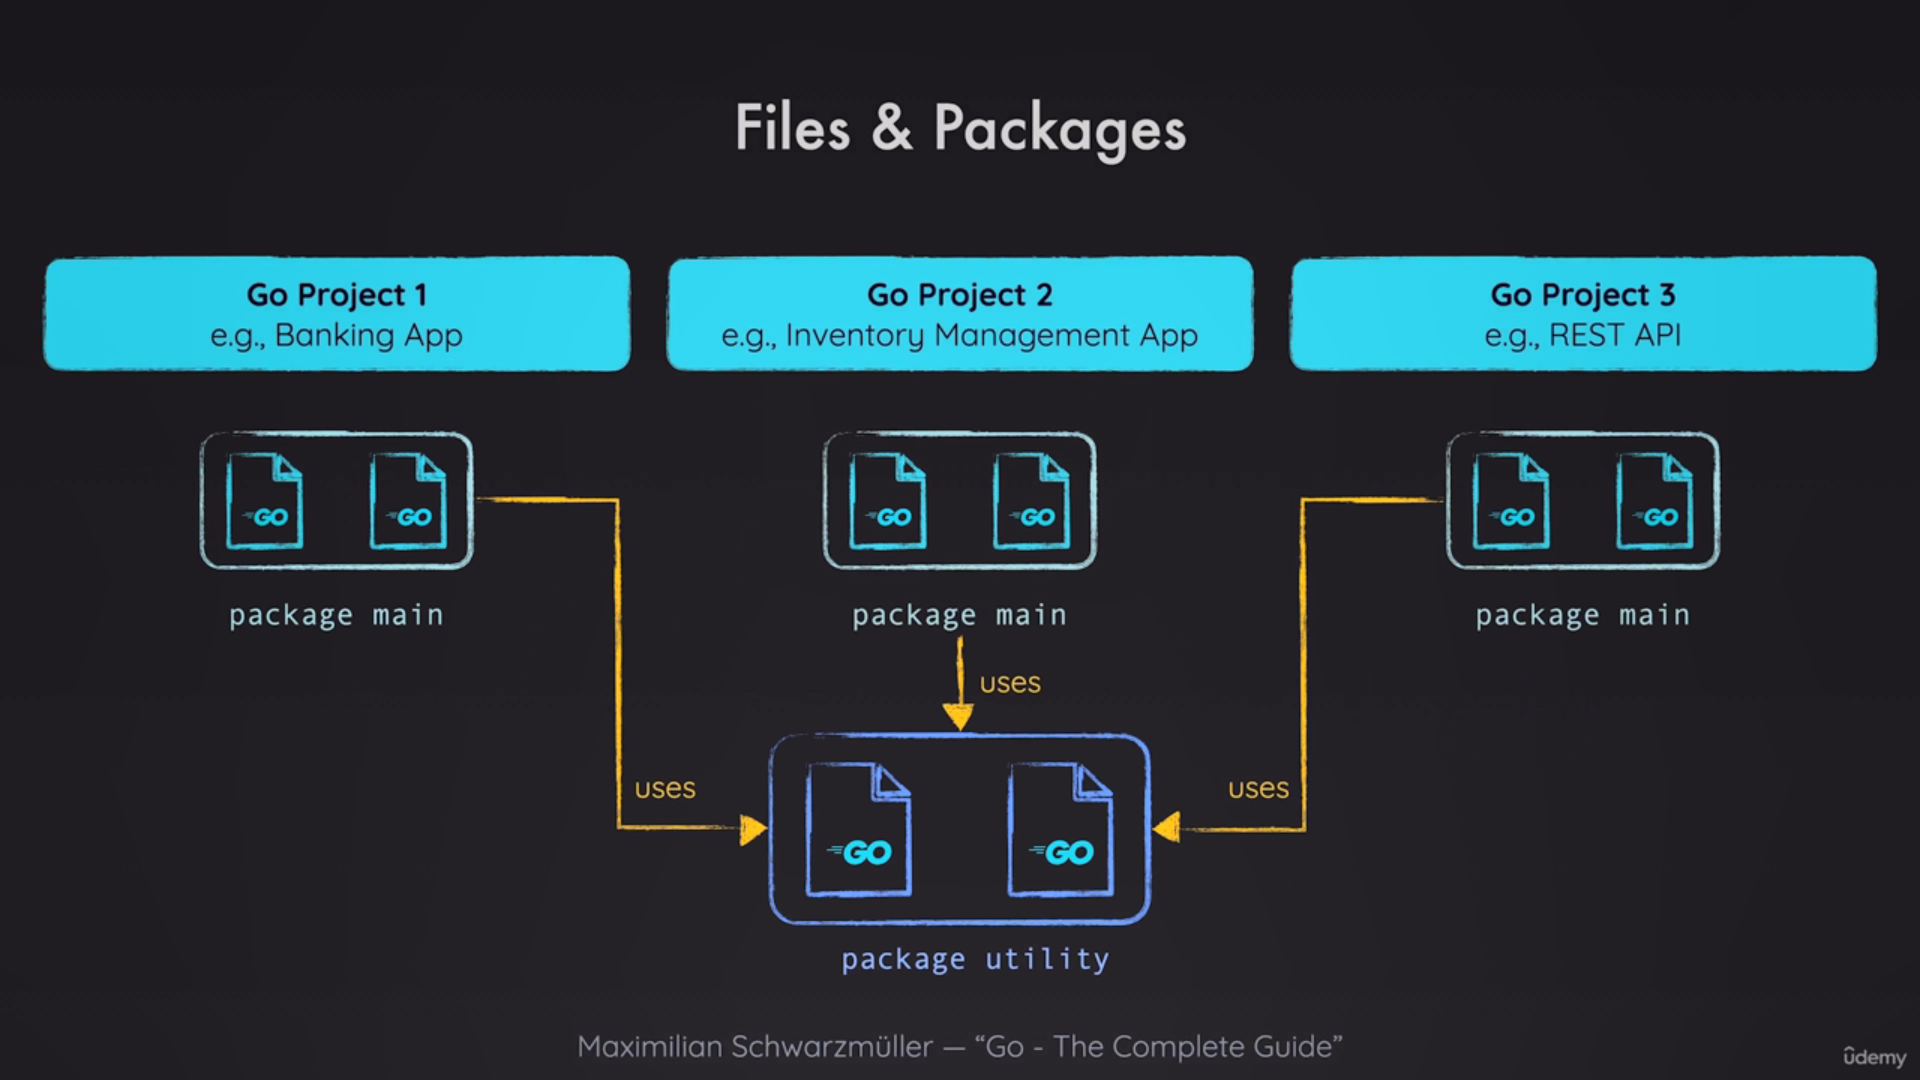 Files & Packages
Go Project 1
e.g., Banking App
Go Project 2
e.g., Inventory Management App
Go Project 3
e.g., REST API
GO
GO
GO
GO
GO
GO
package main
package main
package main
uses
uses
uses
GO
GO
package utility
Maximilian Schwarzmüller — “Go - The Complete Guide”
ûdemy